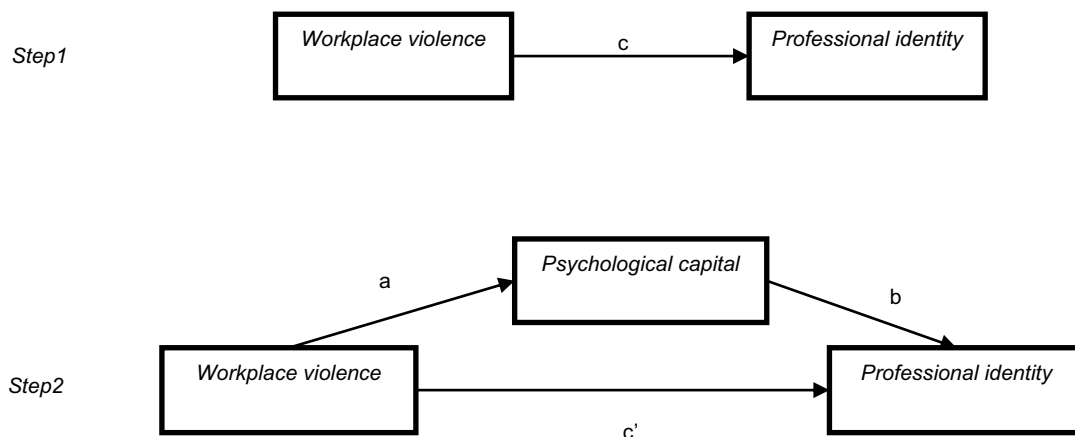 Step1
Workplace violence
c
Professional identity
Psychological capital
a
b
Step2
Workplace violence
Professional identity
c’